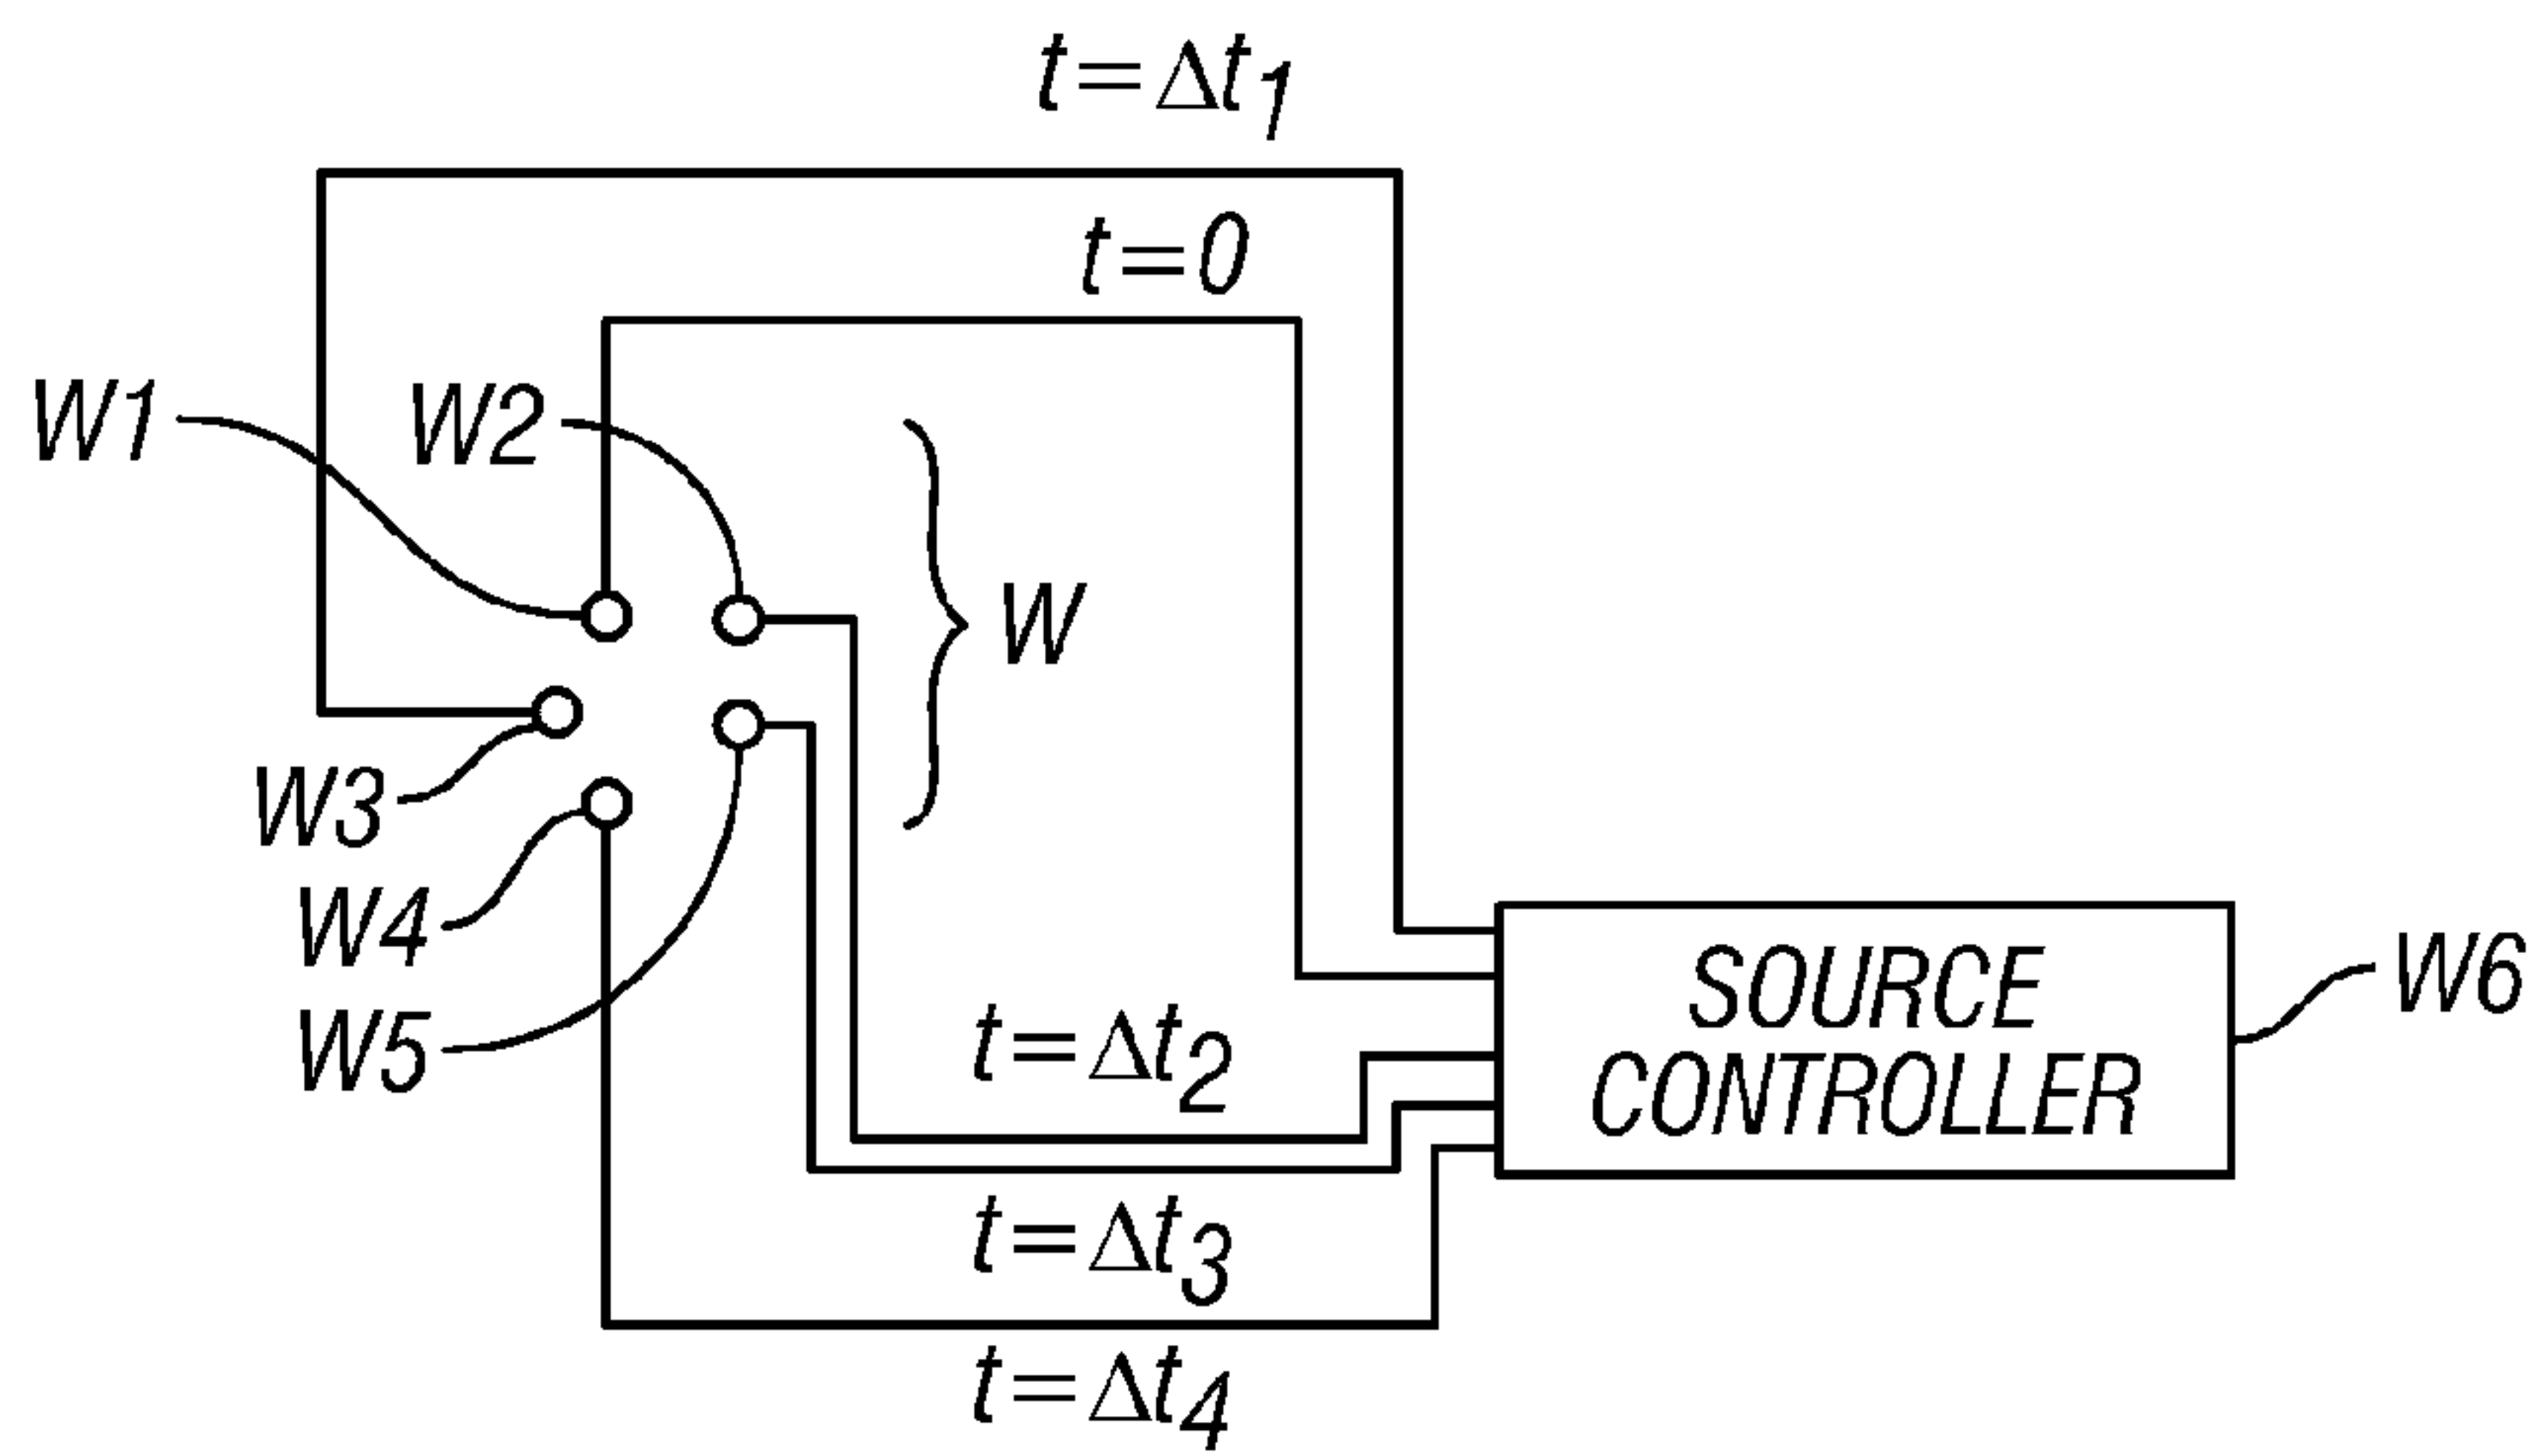 t=Δt1
t=0
W1
W2
W
W3
W4
W5
t=Δt2
t=Δt3
t=Δt4
SOURCE
CONTROLLER
W6